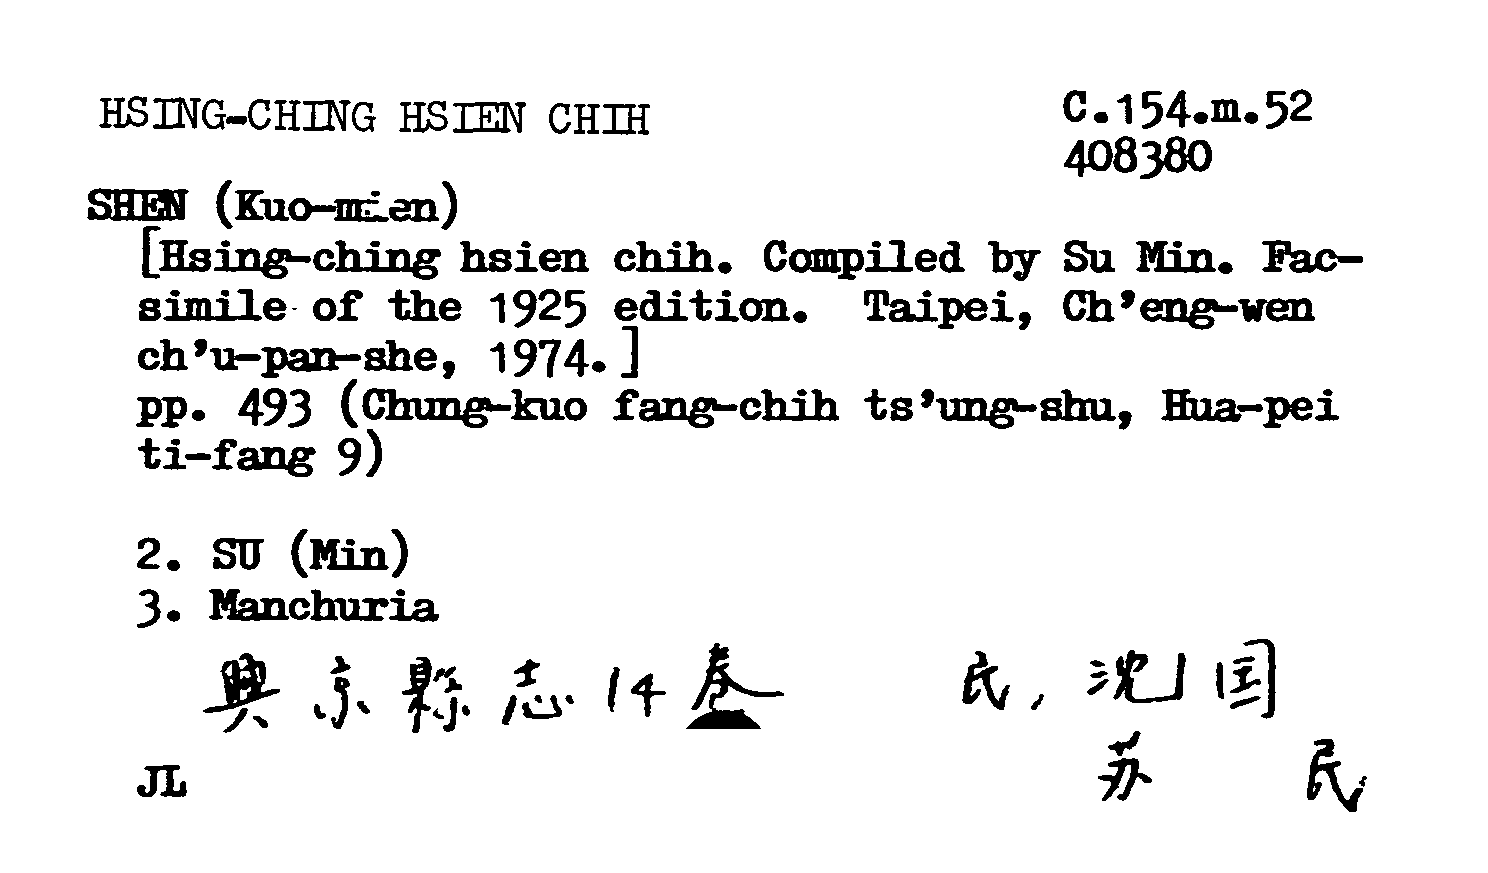 HSING-CHING HSIEN CHIH
C.154.m.52
408380
SHEN (Kuo-mien)
[Hsing-ching hsien chih. Compiled by Su Min. Fac-
simile of the 1925 edition. Taipei, Ch'eng-wen
ch'u-pan-she, 1974.]
pp. 493 (Chung-kuo fang-chih ts'ung-shu, Hua-pei
ti-fang 9)
2. SU (Min)
3. Manchuria
興京縣志14卷 民, 沈国
苏民
JL